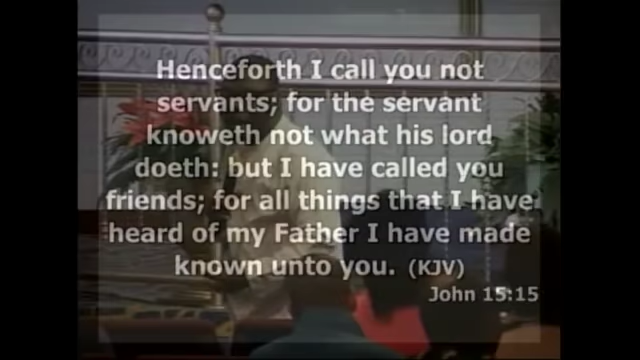 Henceforth I call you not
servants; for the servant
knoweth not what his lord
doeth: but I have called you
friends; for all things that I have
heard of my Father I have made
known unto you. (KJV)
John 15:15